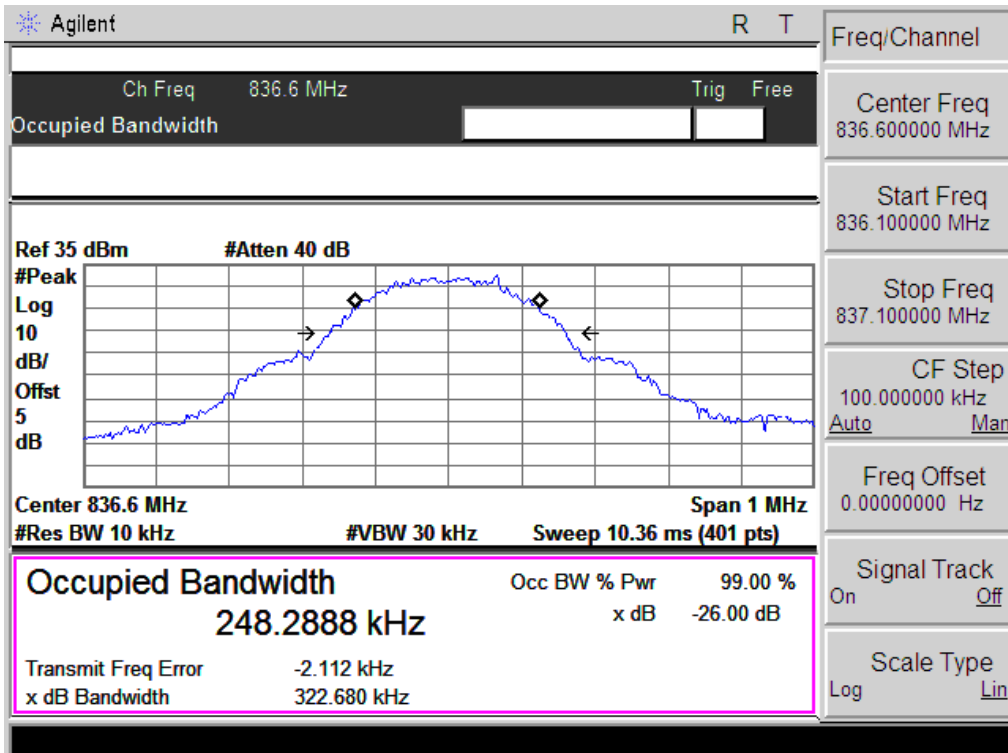 Agilent R T
Ch Freq 836.6 MHz Trig Free
Occupied Bandwidth
Ref 35 dBm #Atten 40 dB
#Peak
Log
10
dB/
Offst
5
dB
Center 836.6 MHz Span 1 MHz
#Res BW 10 kHz #VBW 30 kHz Sweep 10.36 ms (401 pts)
Occupied Bandwidth
248.2888 kHz
Occ BW % Pwr 99.00 %
x dB -26.00 dB
Transmit Freq Error -2.112 kHz
x dB Bandwidth 322.680 kHz
Freq/Channel
Center Freq
836.600000 MHz
Start Freq
836.100000 MHz
Stop Freq
837.100000 MHz
CF Step
100.000000 kHz
Auto Man
Freq Offset
0.00000000 Hz
Signal Track
On Off
Scale Type
Log Lin